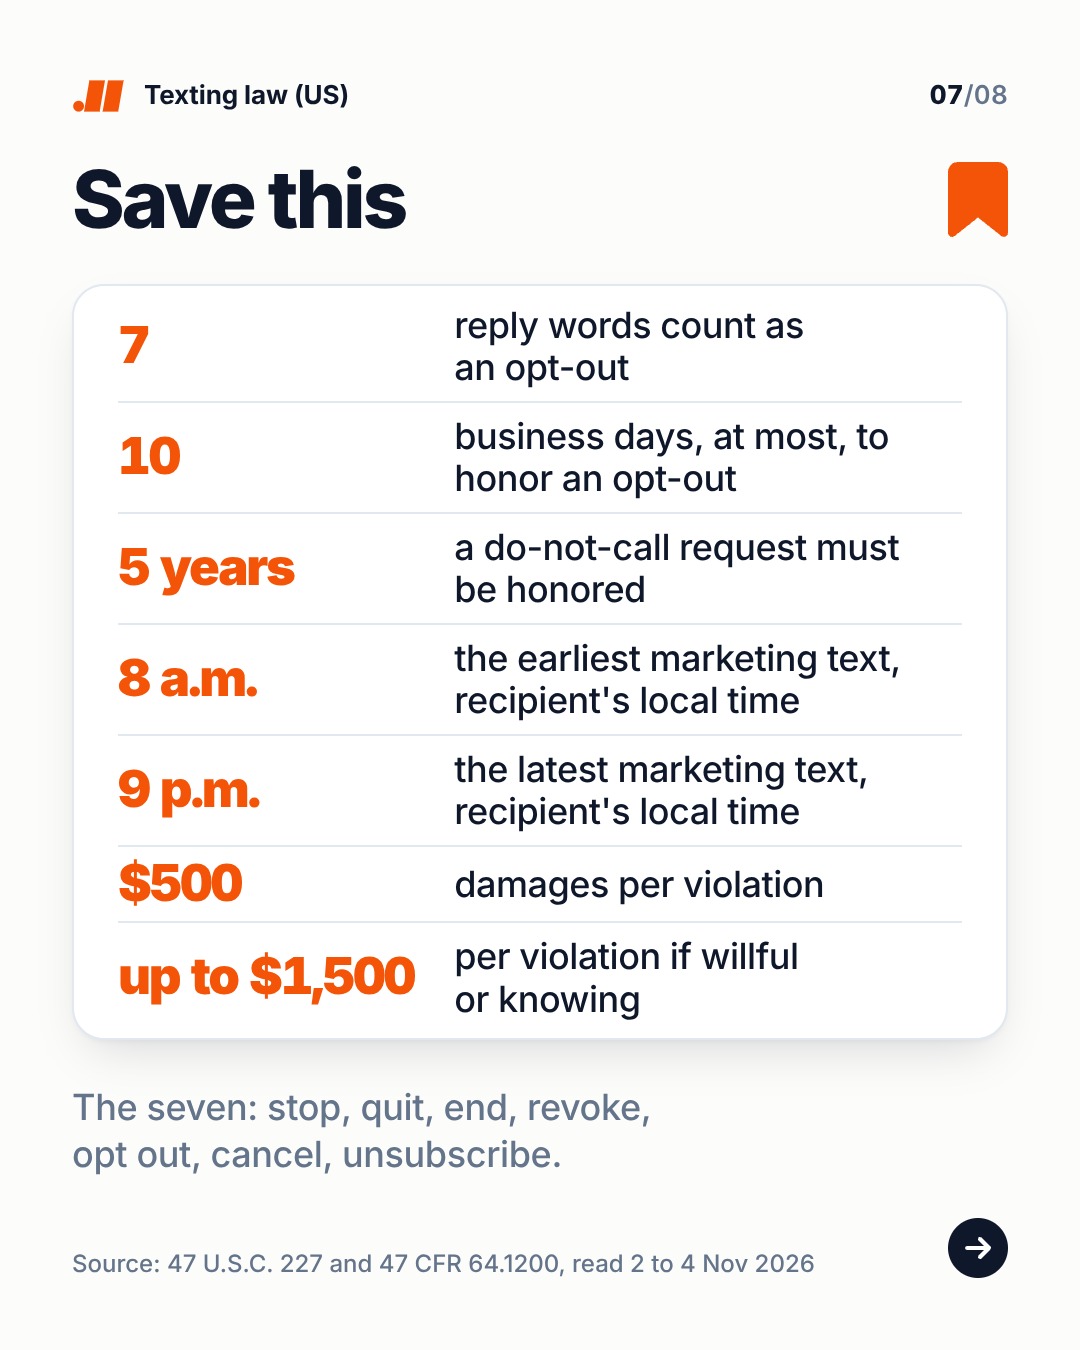 Texting law (US)
07/08
Save this
7
reply words count as
an opt-out
10
business days, at most, to
honor an opt-out
5 years
a do-not-call request must
be honored
8 a.m.
the earliest marketing text,
recipient's local time
9 p.m.
the latest marketing text,
recipient's local time
$500
damages per violation
up to $1,500
per violation if willful
or knowing
The seven: stop, quit, end, revoke,
opt out, cancel, unsubscribe.
Source: 47 U.S.C. 227 and 47 CFR 64.1200, read 2 to 4 Nov 2026